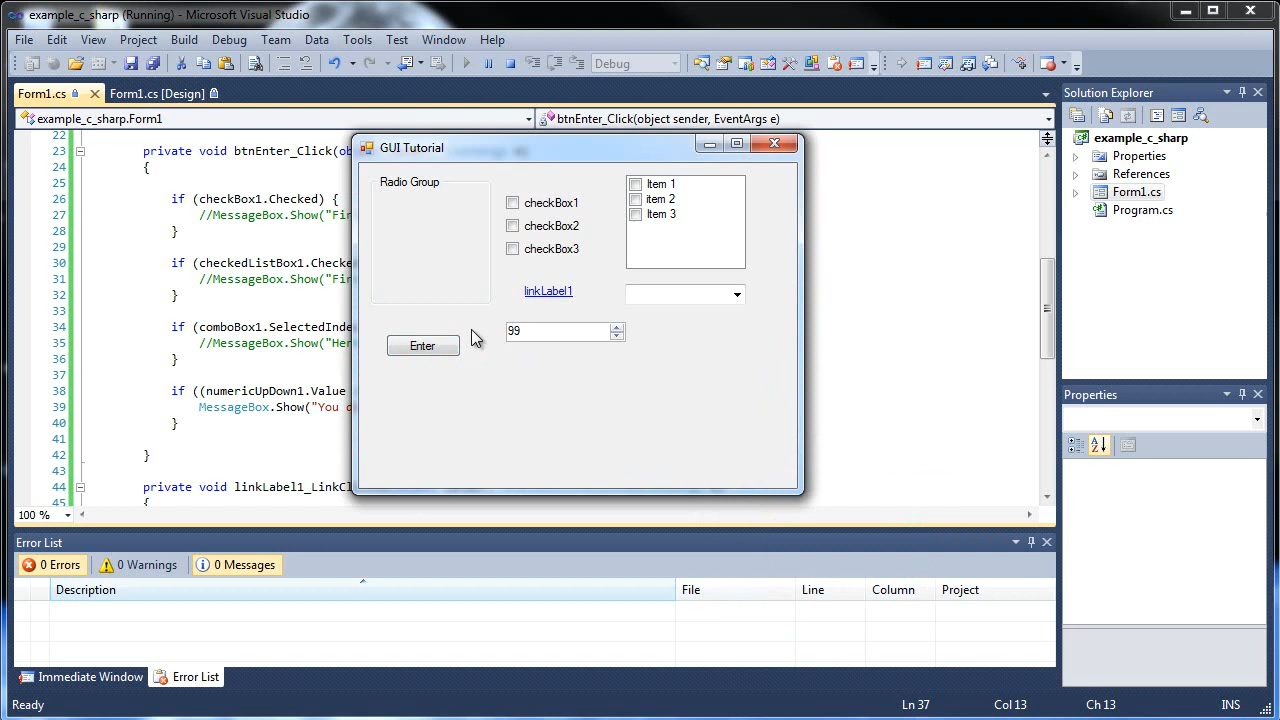 example_c_sharp (Running) - Microsoft Visual Studio
File Edit View Project Build Debug Team Data Tools Test Window Help
Debug
Form1.cs
Form1.cs [Design]
example_c_sharp.Form1
btnEnter_Click(object sender, EventArgs e)
22
23 private void btnEnter_Click(o
24 {
25
26 if (checkBox1.Checked) {
27 //MessageBox.Show("Fi
28 }
29
30 if (checkedListBox1.Checke
31 //MessageBox.Show("Fi
32 }
33
34 if (comboBox1.SelectedInde
35 //MessageBox.Show("He
36 }
37
38 if ((numericUpDown1.Value
39 MessageBox.Show("You d
40 }
41
42 }
43
44 private void linkLabel1_LinkCl
45 {
100 %
GUI Tutorial
Radio Group
checkBox1
checkBox2
checkBox3
Item 1
item 2
Item 3
linkLabel1
99
Enter
Solution Explorer
example_c_sharp
Properties
References
Form1.cs
Program.cs
Properties
Error List
0 Errors
0 Warnings
0 Messages
Description File Line Column Project
Immediate Window
Error List
Ready
Ln 37 Col 13 Ch 13 INS